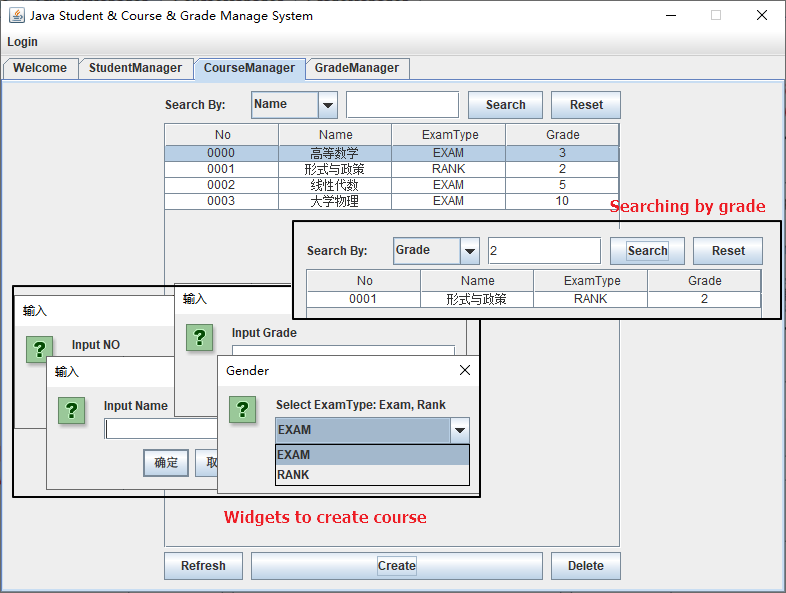 Java Student & Course & Grade Manage System
Login
Welcome StudentManager CourseManager GradeManager
Search By: Name Search Reset
No Name ExamType Grade
0000 高等数学 EXAM 3
0001 形式与政策 RANK 2
0002 线性代数 EXAM 5
0003 大学物理 EXAM 10
Searching by grade
Search By: Grade 2 Search Reset
No Name ExamType Grade
0001 形式与政策 RANK 2
输入
Input NO
输入
Input Grade
输入
Input Name
确定 取
Gender
Select ExamType: Exam, Rank
EXAM
EXAM
RANK
Widgets to create course
Refresh Create Delete